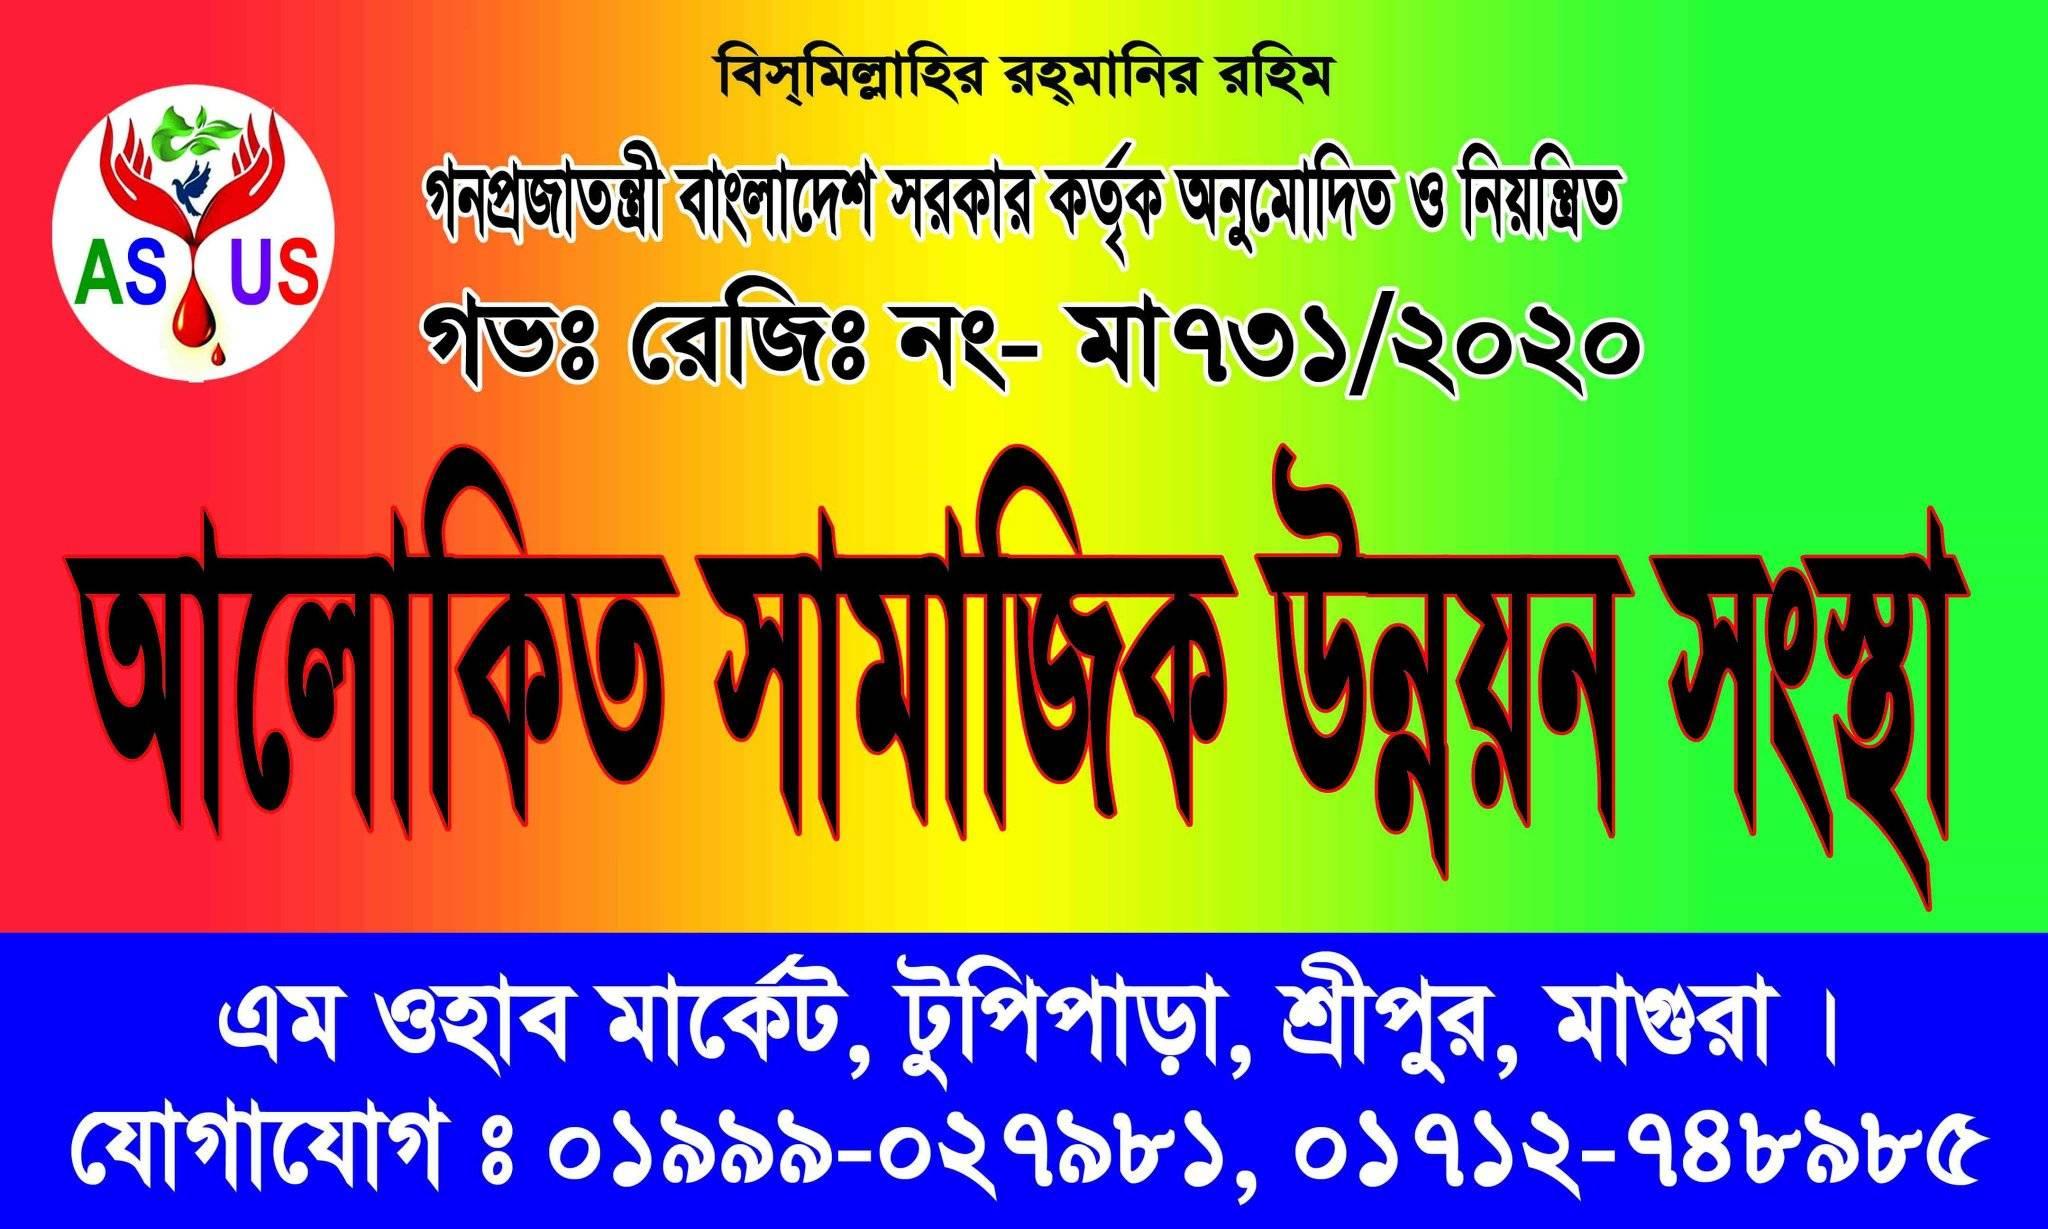 বিস্‌মিল্লাহির রহ্‌মানির রহিম
গনপ্রজাতন্ত্রী বাংলাদেশ সরকার কর্তৃক অনুমোদিত ও নিয়ন্ত্রিত
গভঃ রেজিঃ নং- মা৭৩১/২০২০
AS US
আলোকিত সামাজিক উন্নয়ন সংস্থা
এম ওহাব মার্কেট, টুপিপাড়া, শ্রীপুর, মাগুরা ।
যোগাযোগ ঃ ০১৯৯৯-০২৭৯৮১, ০১৭১২-৭৪৮৯৮৫